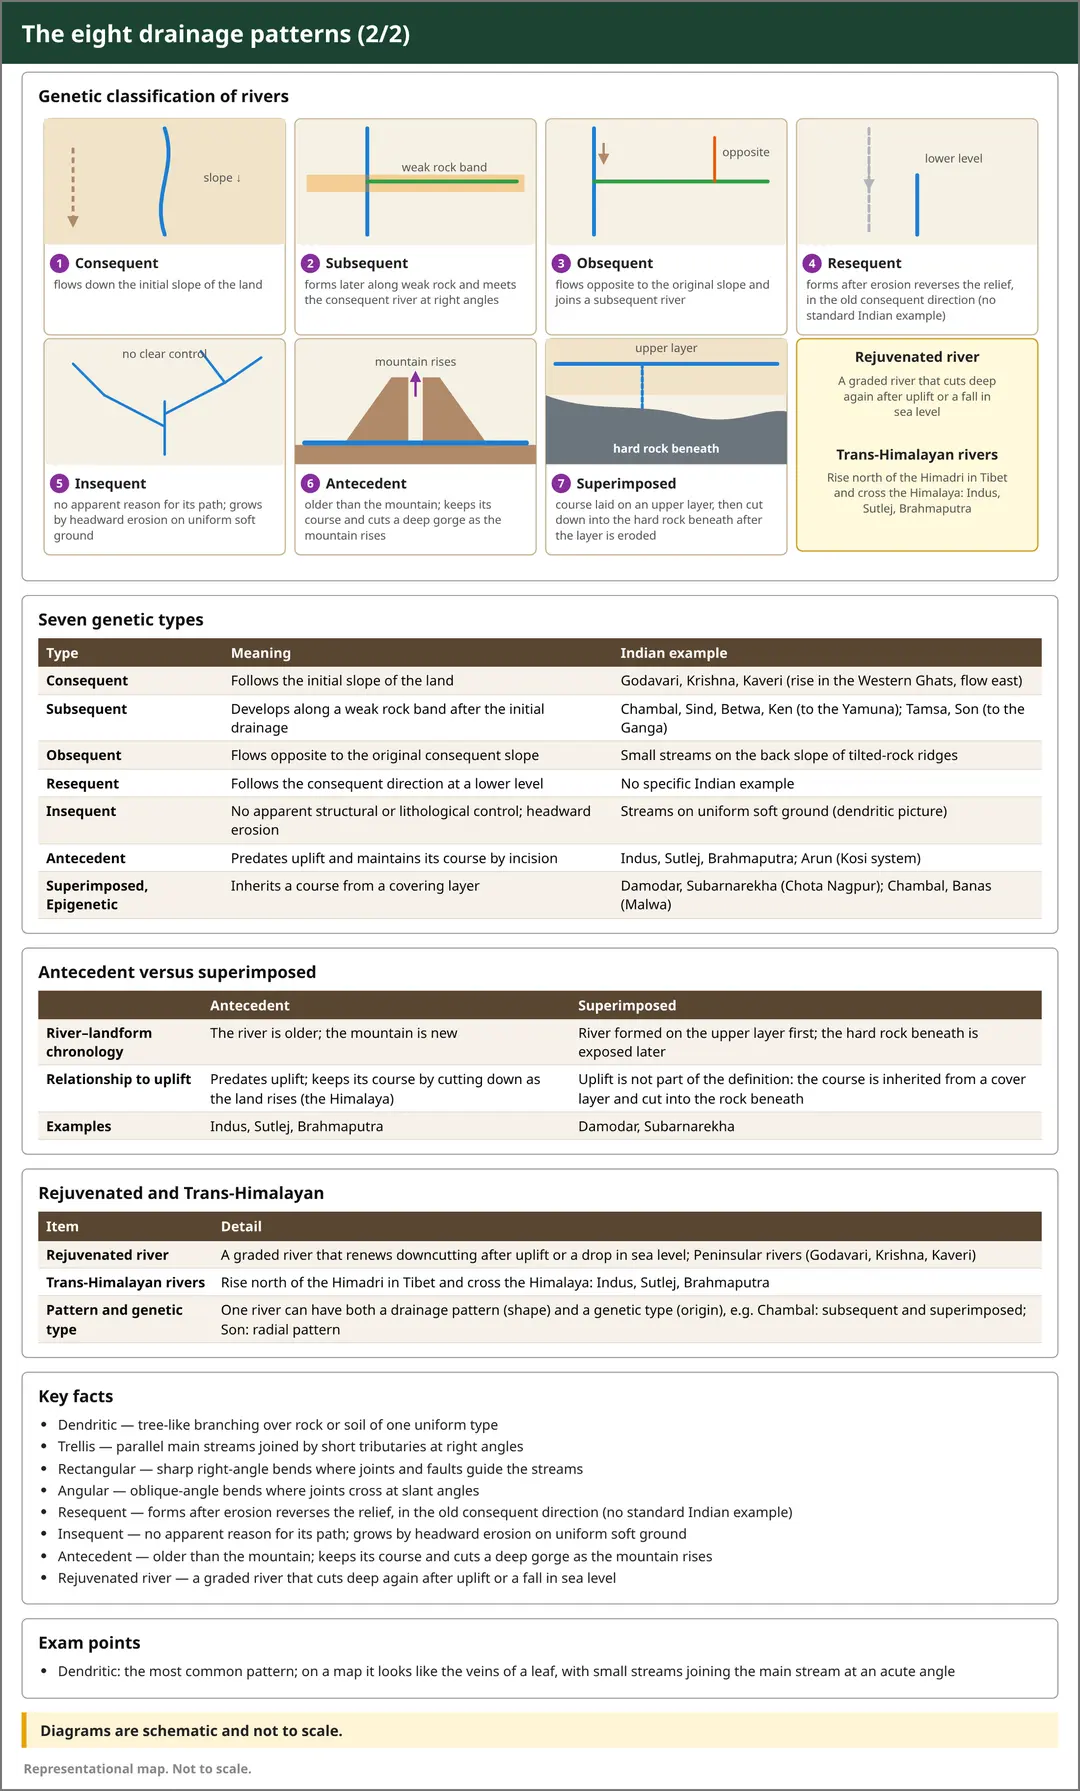 The eight drainage patterns (2/2)
Genetic classification of rivers
slope ↓
1 Consequent
flows down the initial slope of the land
weak rock band
2 Subsequent
forms later along weak rock and meets
the consequent river at right angles
opposite
3 Obsequent
flows opposite to the original slope and
joins a subsequent river
lower level
4 Resequent
forms after erosion reverses the relief,
in the old consequent direction (no
standard Indian example)
no clear control
5 Insequent
no apparent reason for its path; grows
by headward erosion on uniform soft
ground
mountain rises
6 Antecedent
older than the mountain; keeps its
course and cuts a deep gorge as the
mountain rises
upper layer
hard rock beneath
7 Superimposed
course laid on an upper layer, then cut
down into the hard rock beneath after
the layer is eroded
Rejuvenated river
A graded river that cuts deep
again after uplift or a fall in
sea level
Trans-Himalayan rivers
Rise north of the Himadri in Tibet
and cross the Himalaya: Indus,
Sutlej, Brahmaputra
Seven genetic types
Type Meaning Indian example
Consequent Follows the initial slope of the land Godavari, Krishna, Kaveri (rise in the Western Ghats, flow east)
Subsequent Develops along a weak rock band after the initial Chambal, Sind, Betwa, Ken (to the Yamuna); Tamsa, Son (to the
drainage Ganga)
Obsequent Flows opposite to the original consequent slope Small streams on the back slope of tilted-rock ridges
Resequent Follows the consequent direction at a lower level No specific Indian example
Insequent No apparent structural or lithological control; headward Streams on uniform soft ground (dendritic picture)
erosion
Antecedent Predates uplift and maintains its course by incision Indus, Sutlej, Brahmaputra; Arun (Kosi system)
Superimposed, Inherits a course from a covering layer Damodar, Subarnarekha (Chota Nagpur); Chambal, Banas
Epigenetic (Malwa)
Antecedent versus superimposed
Antecedent Superimposed
River–landform The river is older; the mountain is new River formed on the upper layer first; the hard rock beneath is
chronology exposed later
Relationship to uplift Predates uplift; keeps its course by cutting down as Uplift is not part of the definition: the course is inherited from a cover
the land rises (the Himalaya) layer and cut into the rock beneath
Examples Indus, Sutlej, Brahmaputra Damodar, Subarnarekha
Rejuvenated and Trans-Himalayan
Item Detail
Rejuvenated river A graded river that renews downcutting after uplift or a drop in sea level; Peninsular rivers (Godavari, Krishna, Kaveri)
Trans-Himalayan rivers Rise north of the Himadri in Tibet and cross the Himalaya: Indus, Sutlej, Brahmaputra
Pattern and genetic One river can have both a drainage pattern (shape) and a genetic type (origin), e.g. Chambal: subsequent and superimposed;
type Son: radial pattern
Key facts
• Dendritic — tree-like branching over rock or soil of one uniform type
• Trellis — parallel main streams joined by short tributaries at right angles
• Rectangular — sharp right-angle bends where joints and faults guide the streams
• Angular — oblique-angle bends where joints cross at slant angles
• Resequent — forms after erosion reverses the relief, in the old consequent direction (no standard Indian example)
• Insequent — no apparent reason for its path; grows by headward erosion on uniform soft ground
• Antecedent — older than the mountain; keeps its course and cuts a deep gorge as the mountain rises
• Rejuvenated river — a graded river that cuts deep again after uplift or a fall in sea level
Exam points
• Dendritic: the most common pattern; on a map it looks like the veins of a leaf, with small streams joining the main stream at an acute angle
Diagrams are schematic and not to scale.
Representational map. Not to scale.